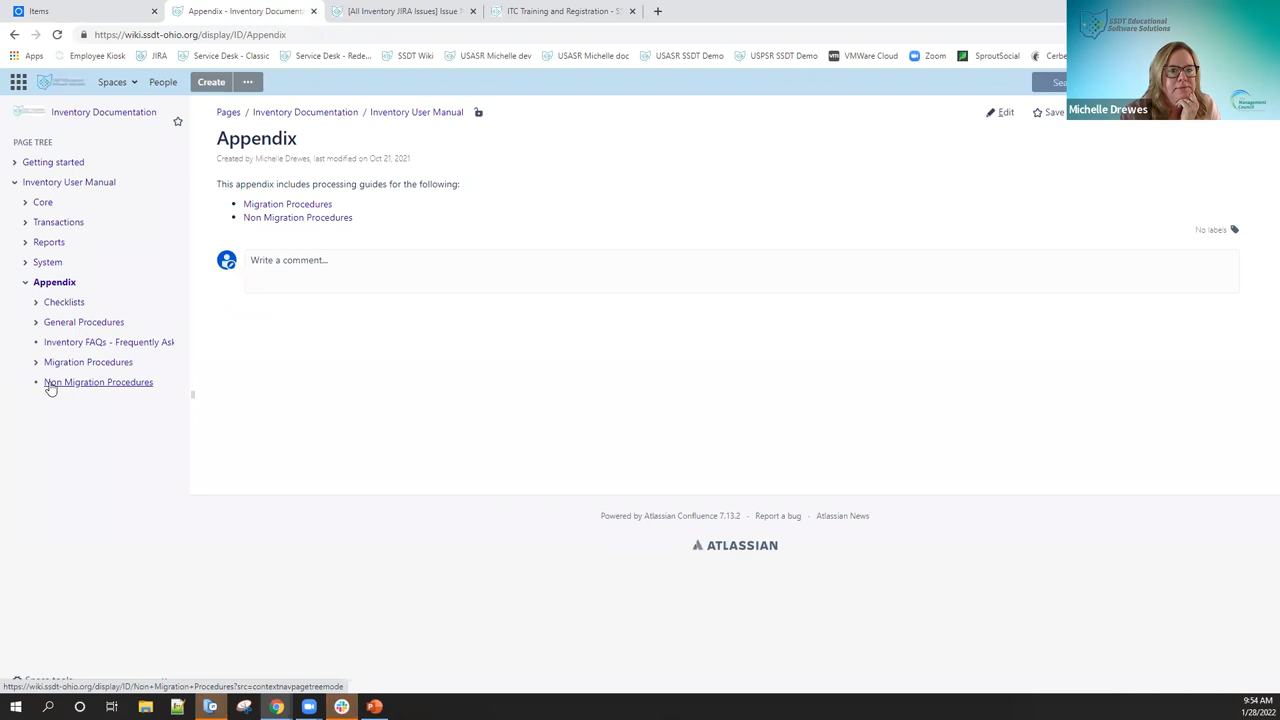 Items
Appendix - Inventory Document
[All Inventory JIRA Issues] Issue
ITC Training and Registration - S
https://wiki.ssdt-ohio.org/display/ID/Appendix
Apps
Employee Kiosk
JIRA
Service Desk - Classic
Service Desk - Rede...
SSDT Wiki
USASR Michelle dev
USASR Michelle doc
USASR SSDT Demo
USPSR SSDT Demo
VMWare Cloud
Zoom
SproutSocial
Cerbe
Spaces
People
Create
Sea
SSDT Educational
Software Solutions
Management
Council
Michelle Drewes
Inventory Documentation
PAGE TREE
Getting started
Inventory User Manual
Core
Transactions
Reports
System
Appendix
Checklists
General Procedures
Inventory FAQs - Frequently Ask
Migration Procedures
Non Migration Procedures
Pages / Inventory Documentation / Inventory User Manual
Edit
Save
Appendix
Created by Michelle Drewes, last modified on Oct 21, 2021
This appendix includes processing guides for the following:
Migration Procedures
Non Migration Procedures
No labels
Write a comment...
Powered by Atlassian Confluence 7.13.2 · Report a bug · Atlassian News
ATLASSIAN
https://wiki.ssdt-ohio.org/display/ID/Non+Migration+Procedures?src=contextnavpagetreemode
9:54 AM
1/28/2022